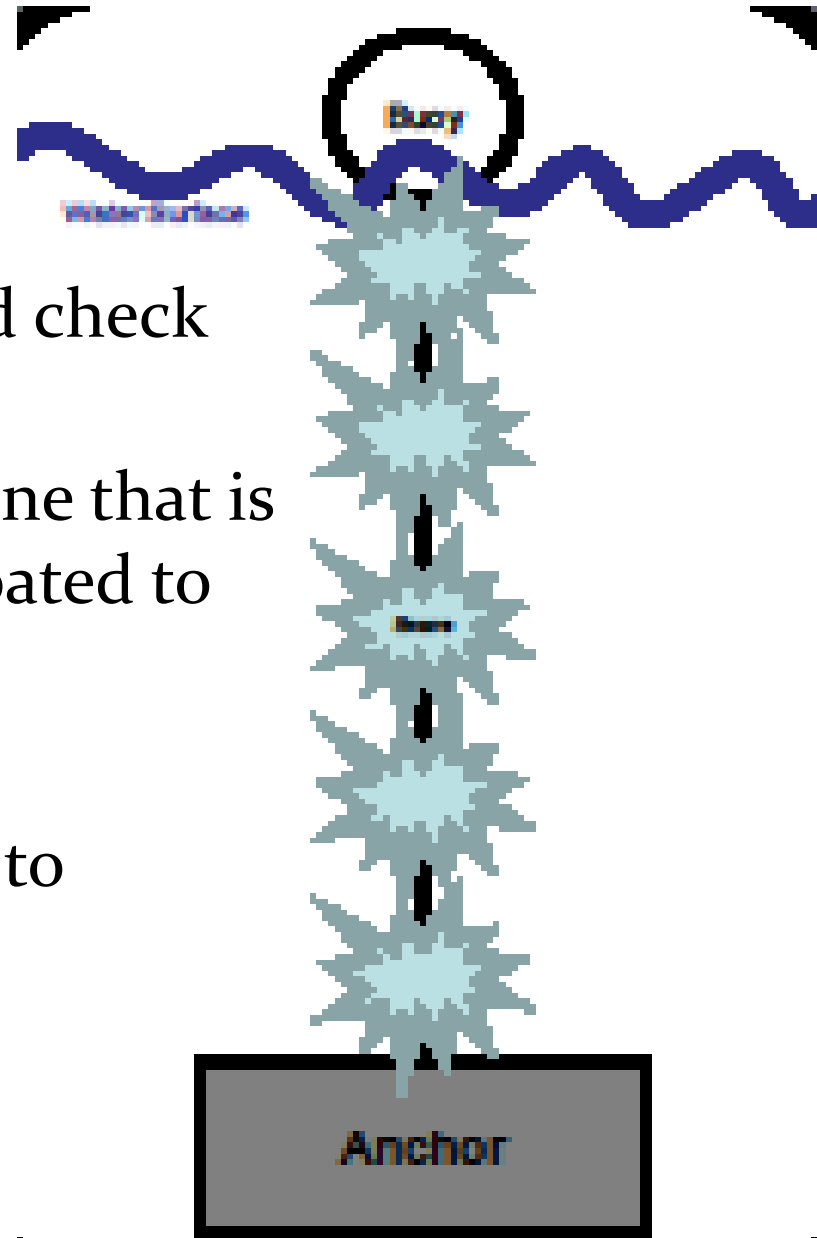 Buoy
Water Surface
d check
ne that is
oated to
to
Anchor